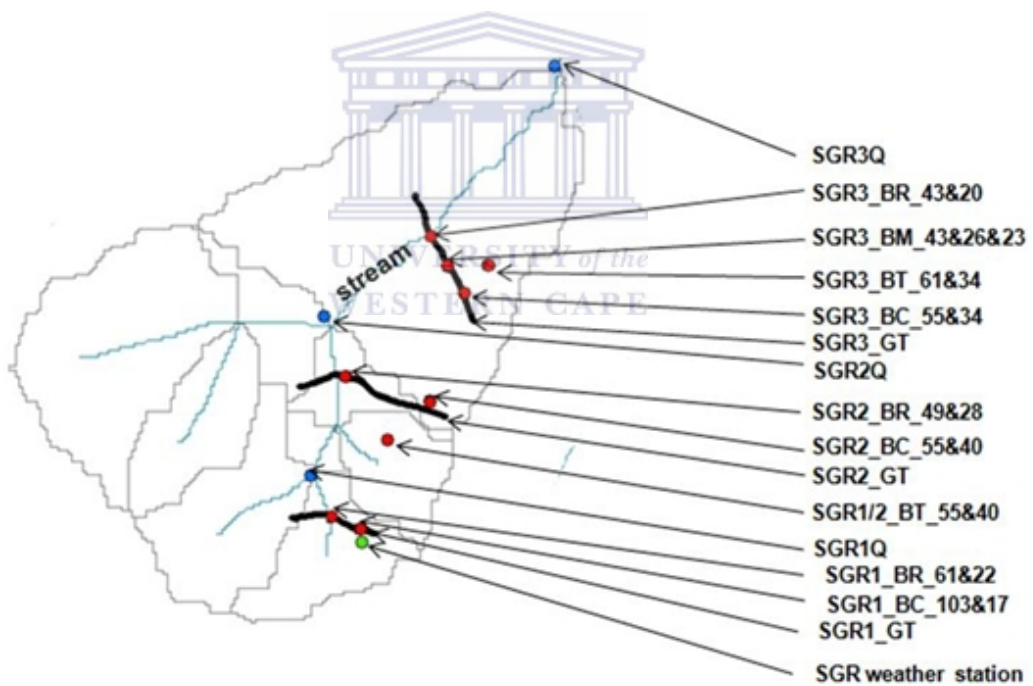 SGR3Q
SGR3_BR_43&20
SGR3_BM_43&26&23
UNIVERSITY of the
stream
SGR3_BT_61&34
WESTERN CAPE
SGR3_BC_55&34
SGR3_GT
SGR2Q
SGR2_BR_49&28
SGR2_BC_55&40
SGR2_GT
SGR1/2_BT_55&40
SGR1Q
SGR1_BR_61&22
SGR1_BC_103&17
SGR1_GT
SGR weather station